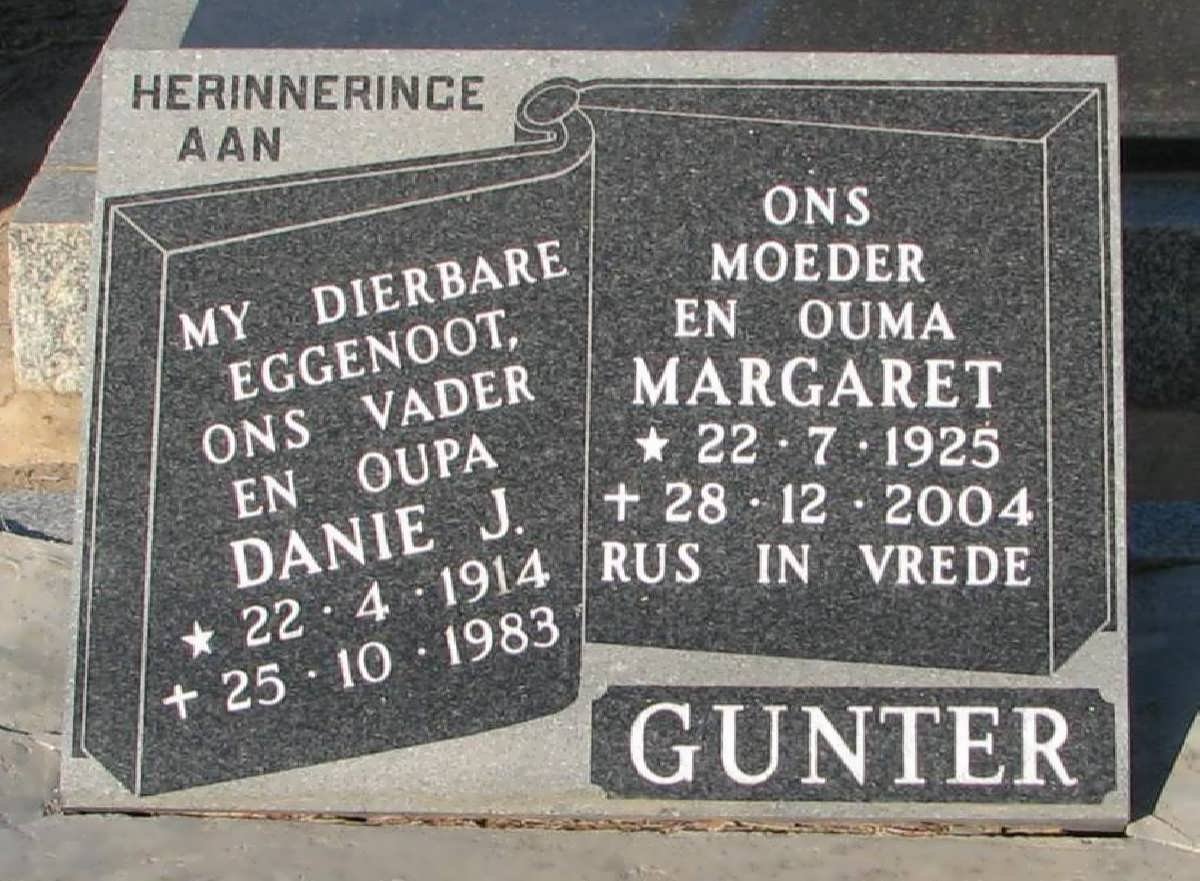 HERINNERINGE
AAN
MY DIERBARE
EGGENOOT,
ONS VADER
EN OUPA
DANIE J.
★ 22·4·1914
+ 25·10·1983
ONS
MOEDER
EN OUMA
MARGARET
★ 22·7·1925
+ 28·12·2004
RUS IN VREDE
GUNTER